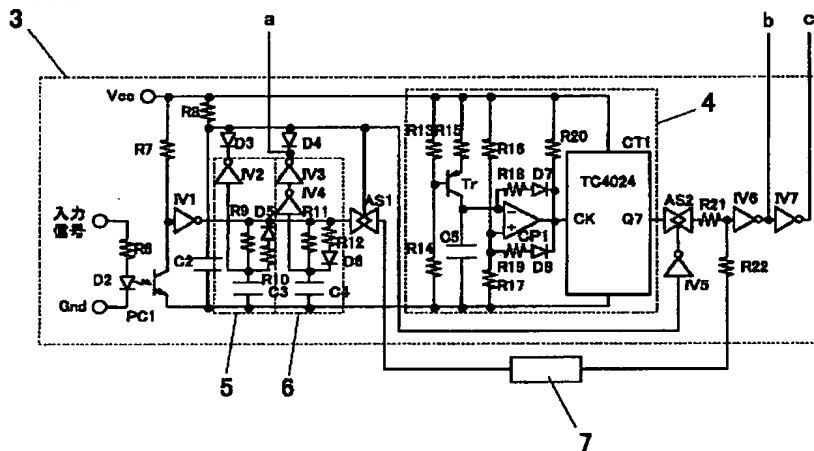 3
a
b
c
Vcc
R8
4
R7
D3
D4
R13
R15
R16
R20
CT1
IV2
IV3
IV4
R18
D7
TC4024
IV1
R9
D5
R11
AS1
Tr
AS2
R21
IV6
IV7
入力
信号
CK
Q7
R6
R12
R14
C5
CP1
C2
D6
R19
D8
IV5
R22
D2
R10
C3
C4
R17
Gnd
PC1
5
6
7